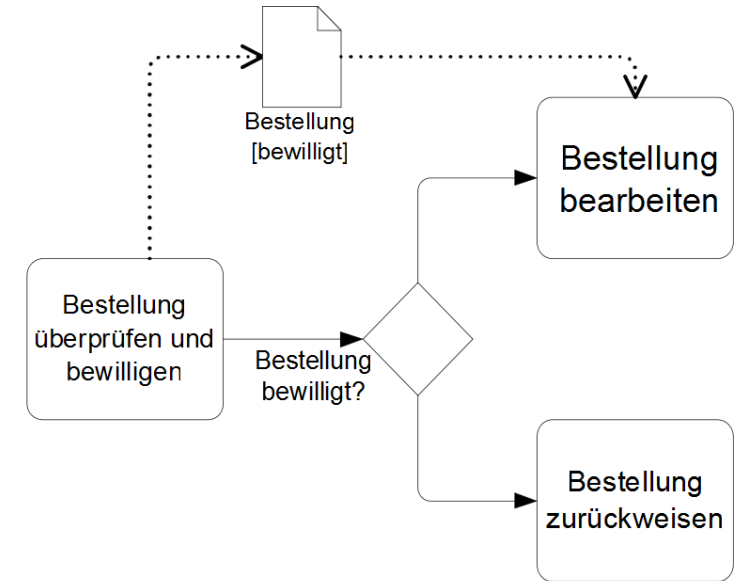 Bestellung
[bewilligt]
Bestellung
bearbeiten
Bestellung
überprüfen und
bewilligen
Bestellung
bewilligt?
Bestellung
zurückweisen